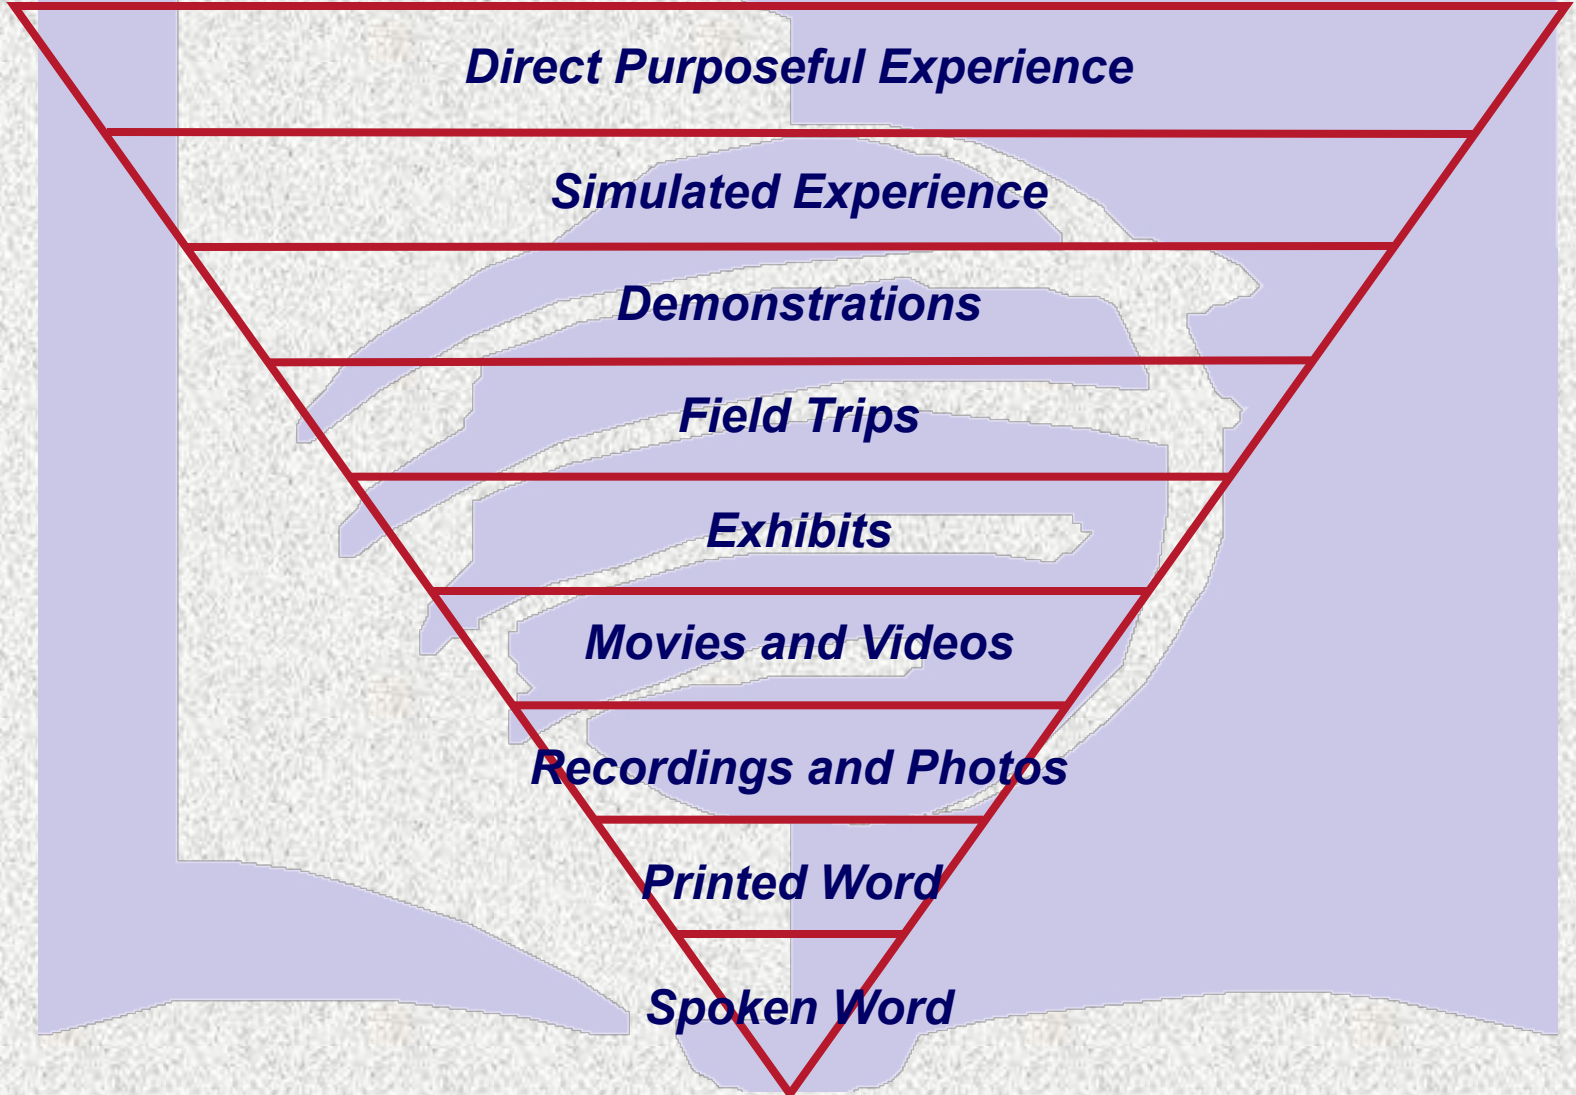 Direct Purposeful Experience
Simulated Experience
Demonstrations
Field Trips
Exhibits
Movies and Videos
Recordings and Photos
Printed Word
Spoken Word